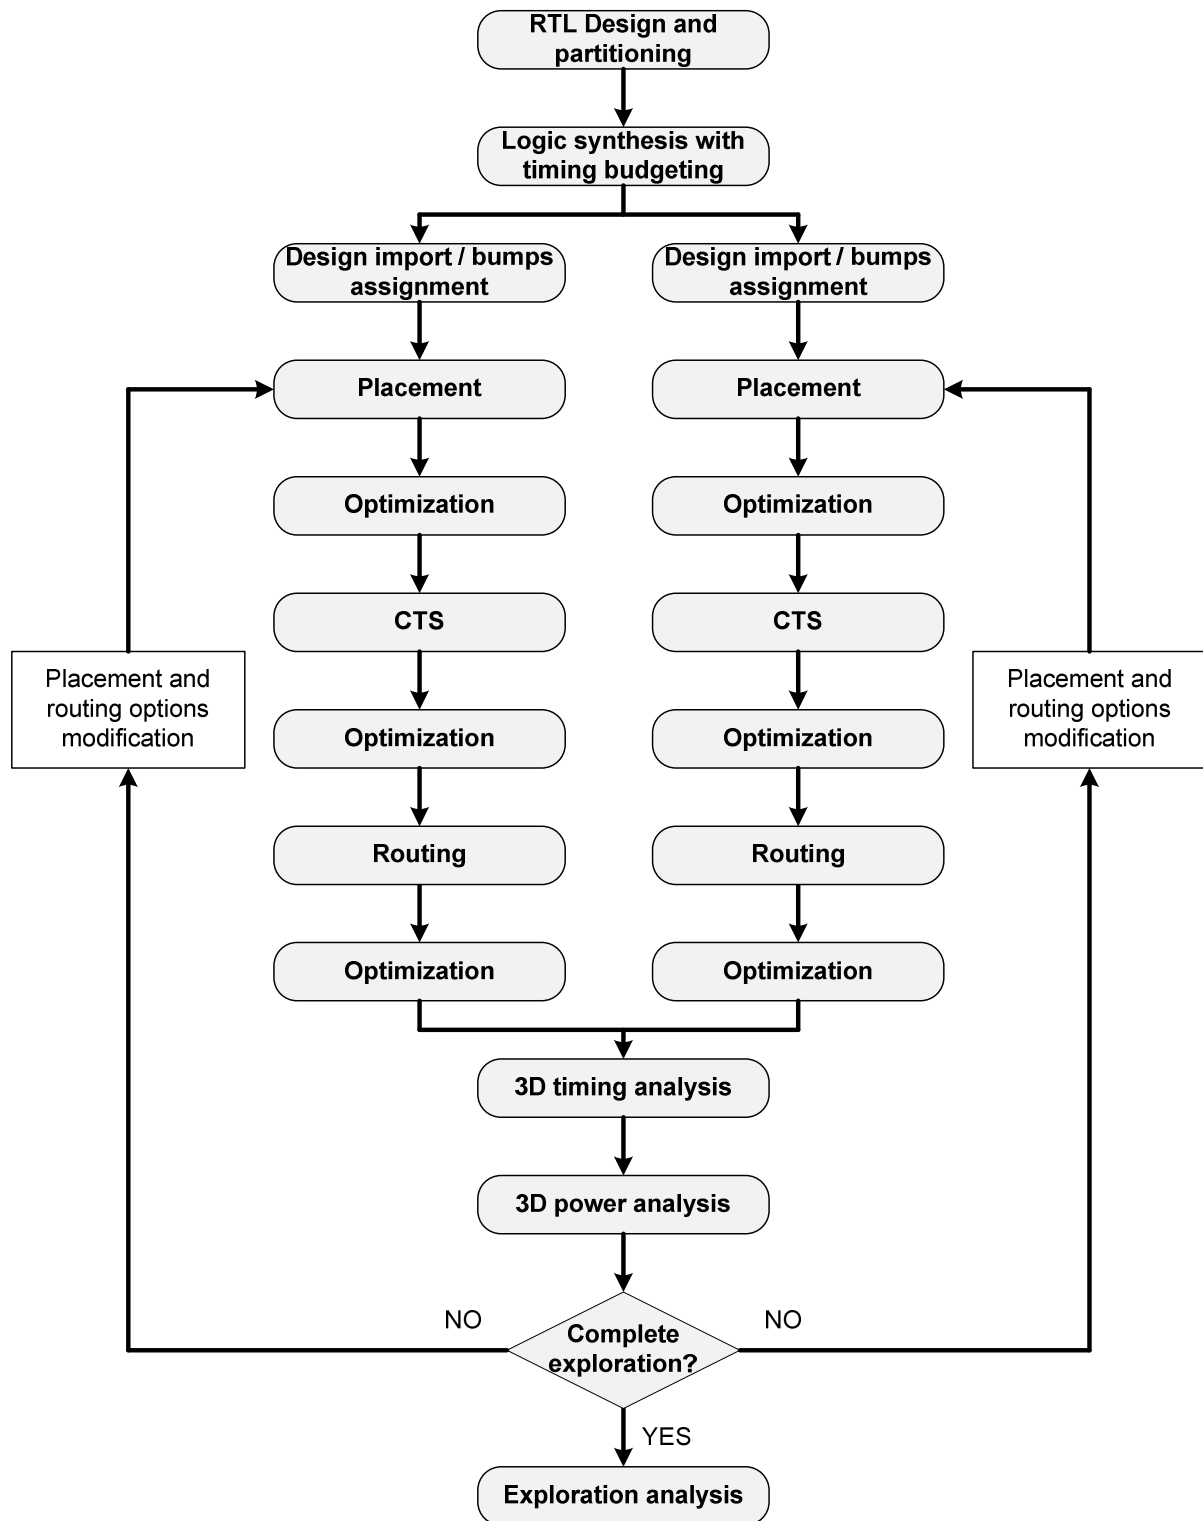 RTL Design and
partitioning
Logic synthesis with
timing budgeting
Design import / bumps
assignment
Design import / bumps
assignment
Placement
Placement
Optimization
Optimization
CTS
CTS
Placement and
routing options
modification
Placement and
routing options
modification
Optimization
Optimization
Routing
Routing
Optimization
Optimization
3D timing analysis
3D power analysis
NO
NO
Complete
exploration?
YES
Exploration analysis